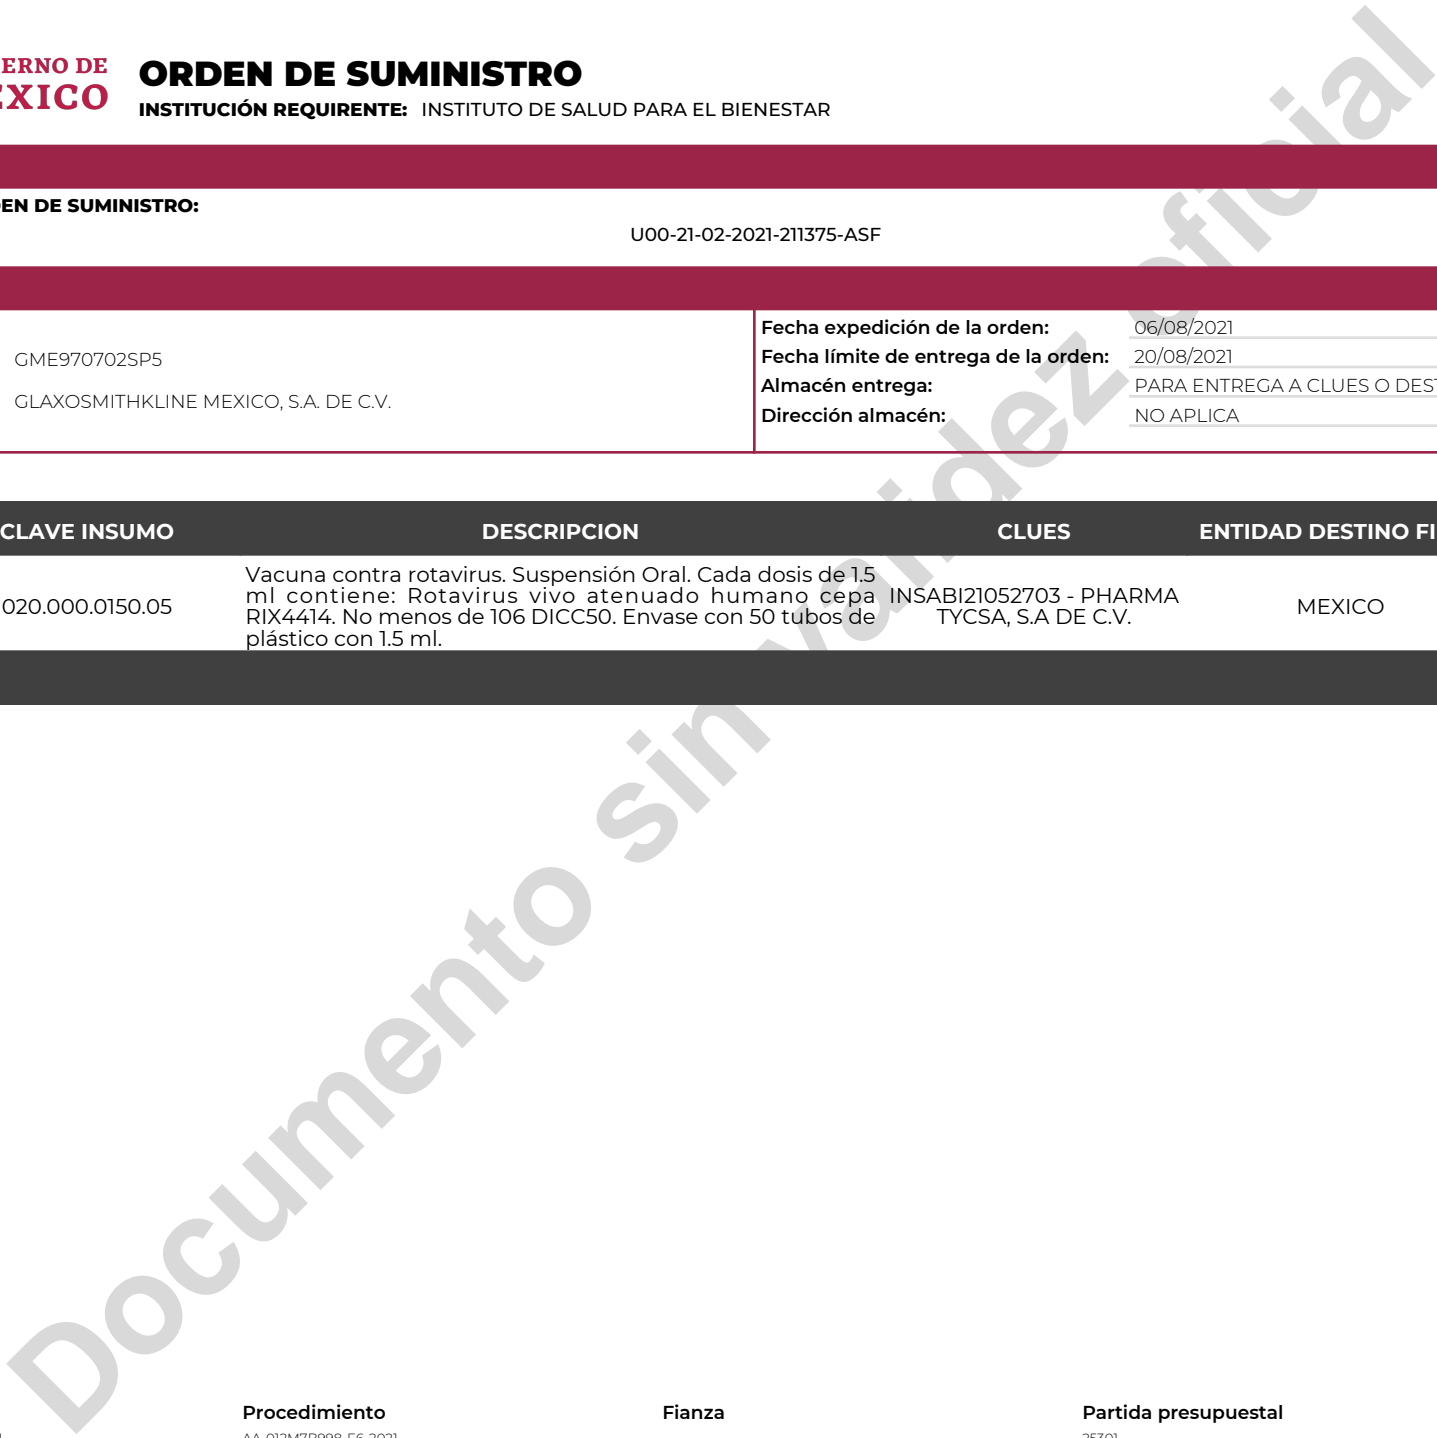 ERNO DE
EXICO
ORDEN DE SUMINISTRO
INSTITUCIÓN REQUIRENTE: INSTITUTO DE SALUD PARA EL BIENESTAR
EN DE SUMINISTRO:
U00-21-02-2021-211375-ASF
GME970702SP5
GLAXOSMITHKLINE MEXICO, S.A. DE C.V.
Fecha expedición de la orden: 06/08/2021
Fecha límite de entrega de la orden: 20/08/2021
Almacén entrega: PARA ENTREGA A CLUES O DEST
Dirección almacén: NO APLICA
CLAVE INSUMO DESCRIPCION CLUES ENTIDAD DESTINO FI
020.000.0150.05
Vacuna contra rotavirus. Suspensión Oral. Cada dosis de 1.5
ml contiene: Rotavirus vivo atenuado humano cepa
RIX4414. No menos de 106 DICC50. Envase con 50 tubos de
plástico con 1.5 ml.
INSABI21052703 - PHARMA
TYCSA, S.A DE C.V.
MEXICO
Documento sin validez oficial
Procedimiento Fianza Partida presupuestal